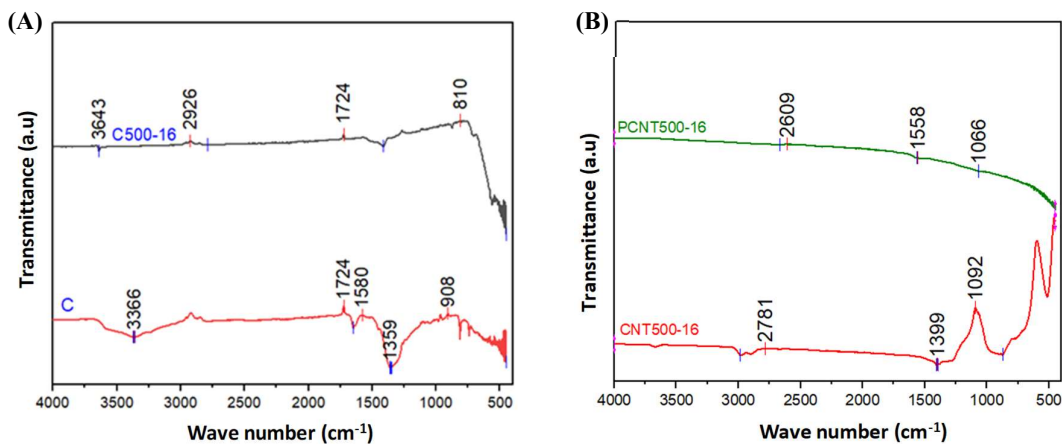 (A)
3643
2926
1724
810
C500-16
C
3366
1724
1580
1359
908
Transmittance (a.u)
4000 3500 3000 2500 2000 1500 1000 500
Wave number (cm⁻¹)
(B)
PCNT500-16
2609
1558
1066
CNT500-16
2781
1399
1092
Transmittance (a.u)
4000 3500 3000 2500 2000 1500 1000 500
Wave number (cm⁻¹)